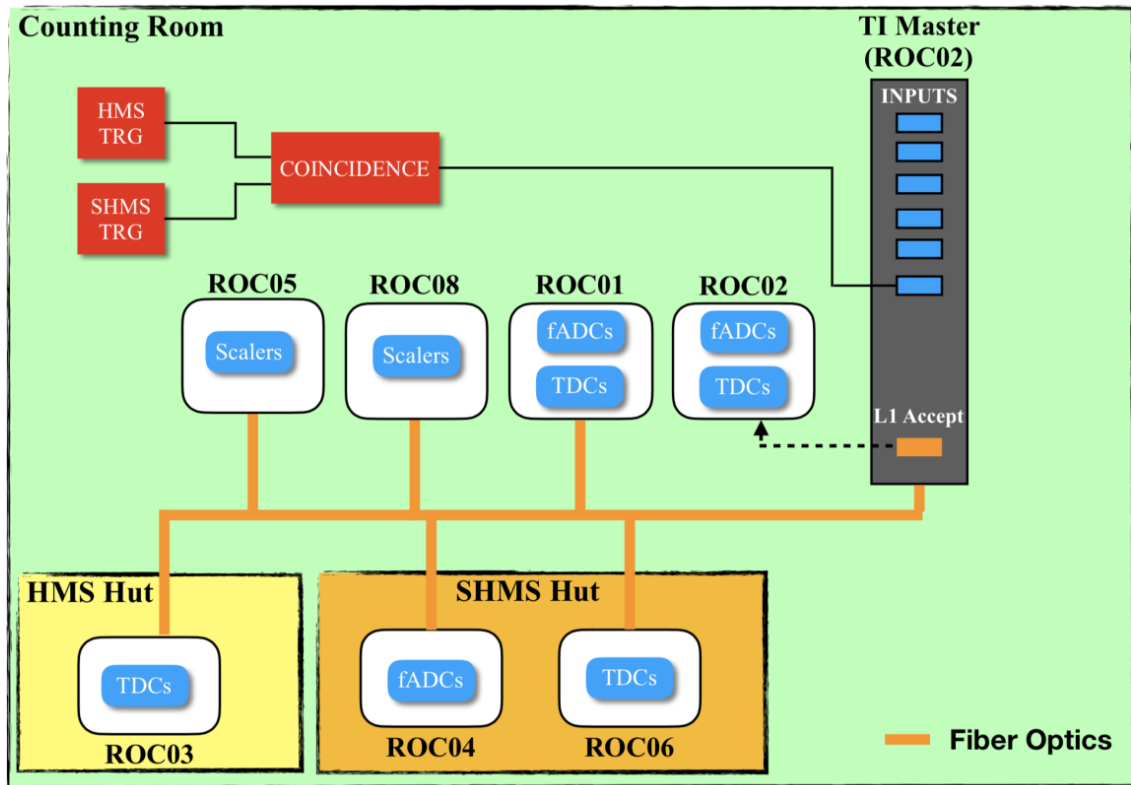 Counting Room
TI Master
(ROC02)
INPUTS
HMS
TRG
COINCIDENCE
SHMS
TRG
ROC05
ROC08
ROC01
ROC02
Scalers
Scalers
fADCs
TDCs
fADCs
TDCs
L1 Accept
HMS Hut
SHMS Hut
TDCs
fADCs
TDCs
ROC03
ROC04
ROC06
Fiber Optics